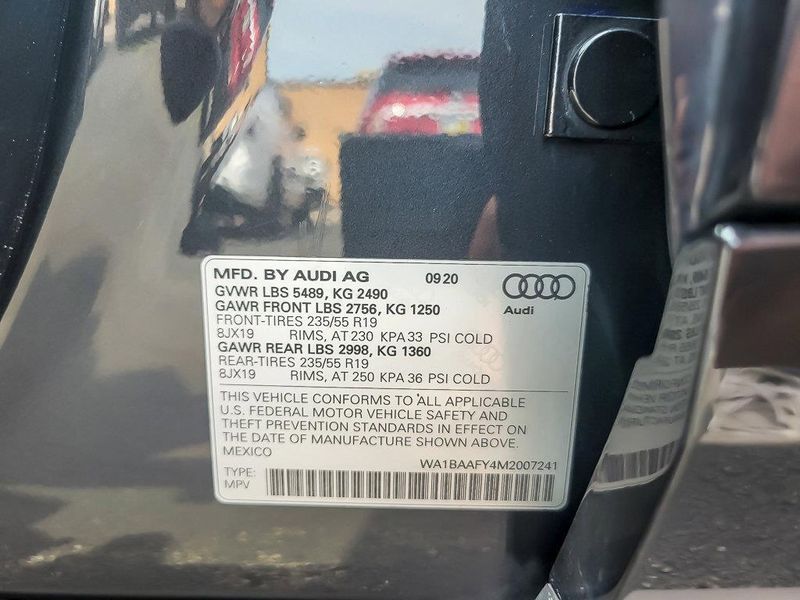 MFD. BY AUDI AG 09 20
GVWR LBS 5489, KG 2490
GAWR FRONT LBS 2756, KG 1250
FRONT-TIRES 235/55 R19
8JX19 RIMS, AT 230 KPA 33 PSI COLD
GAWR REAR LBS 2998, KG 1360
REAR-TIRES 235/55 R19
8JX19 RIMS, AT 250 KPA 36 PSI COLD
Audi
THIS VEHICLE CONFORMS TO ALL APPLICABLE
U.S. FEDERAL MOTOR VEHICLE SAFETY AND
THEFT PREVENTION STANDARDS IN EFFECT ON
THE DATE OF MANUFACTURE SHOWN ABOVE.
MEXICO
WA1BAAFY4M2007241
TYPE:
MPV